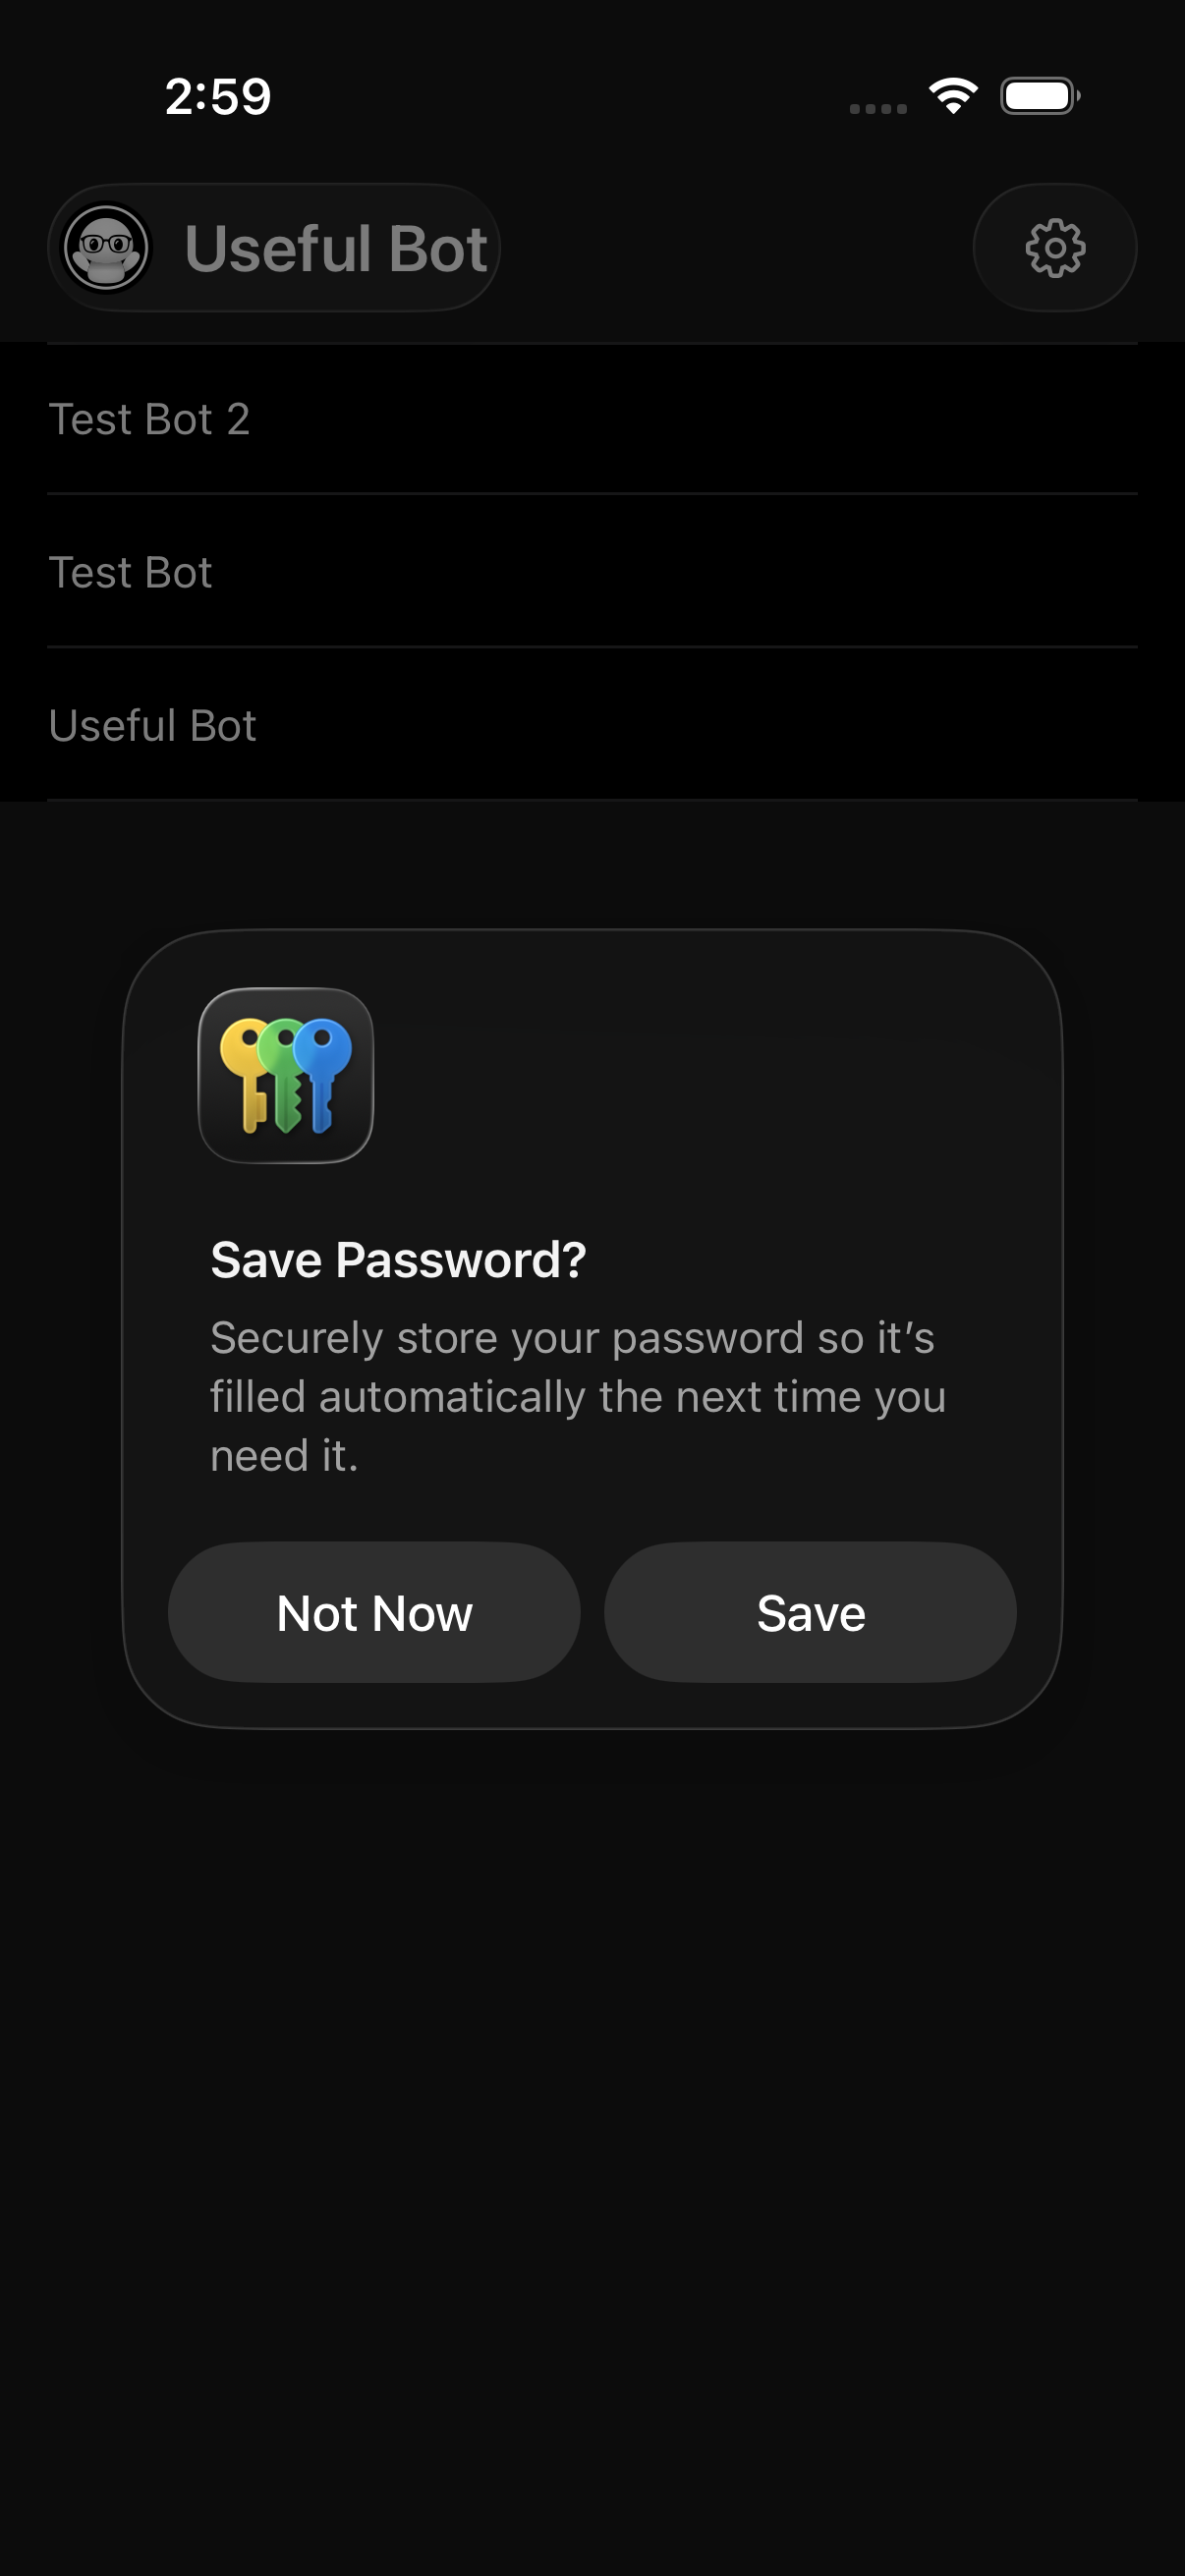 2:59
Useful Bot
Test Bot 2
Test Bot
Useful Bot
Save Password?
Securely store your password so it’s
filled automatically the next time you
need it.
Not Now
Save